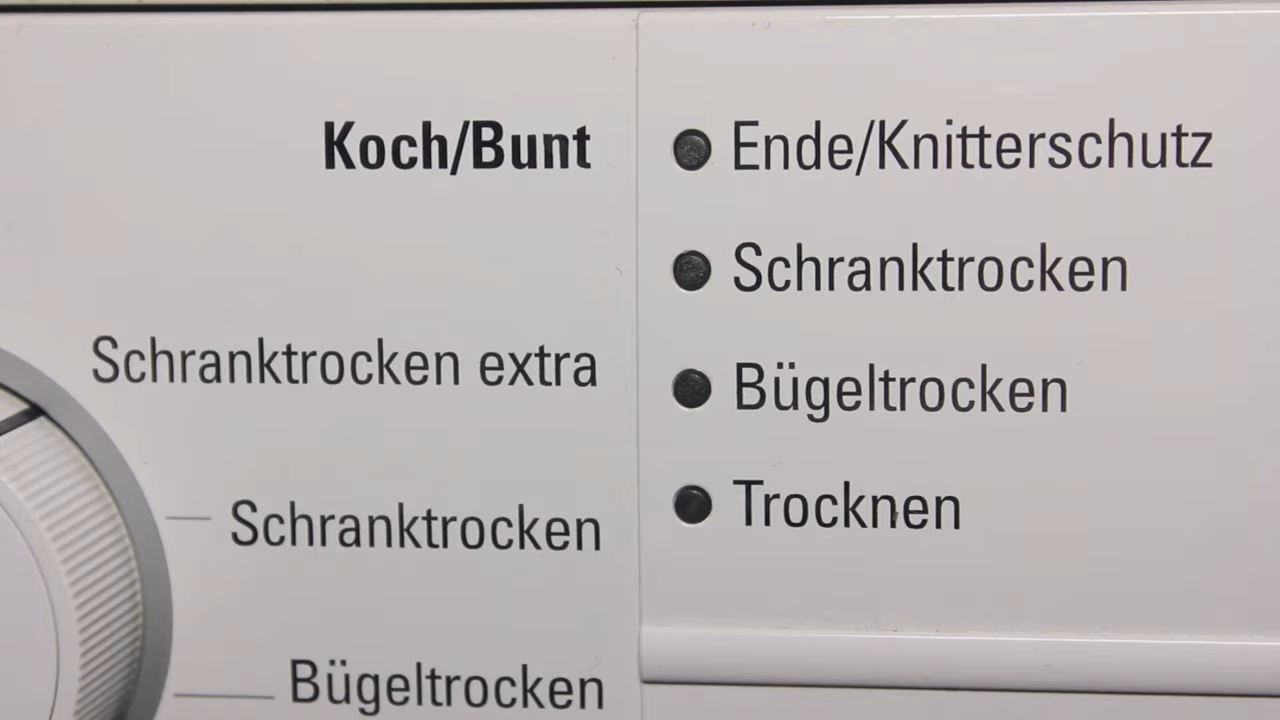 Koch/Bunt
Schranktrocken extra
Schranktrocken
Bügeltrocken
Ende/Knitterschutz
Schranktrocken
Bügeltrocken
Trocknen